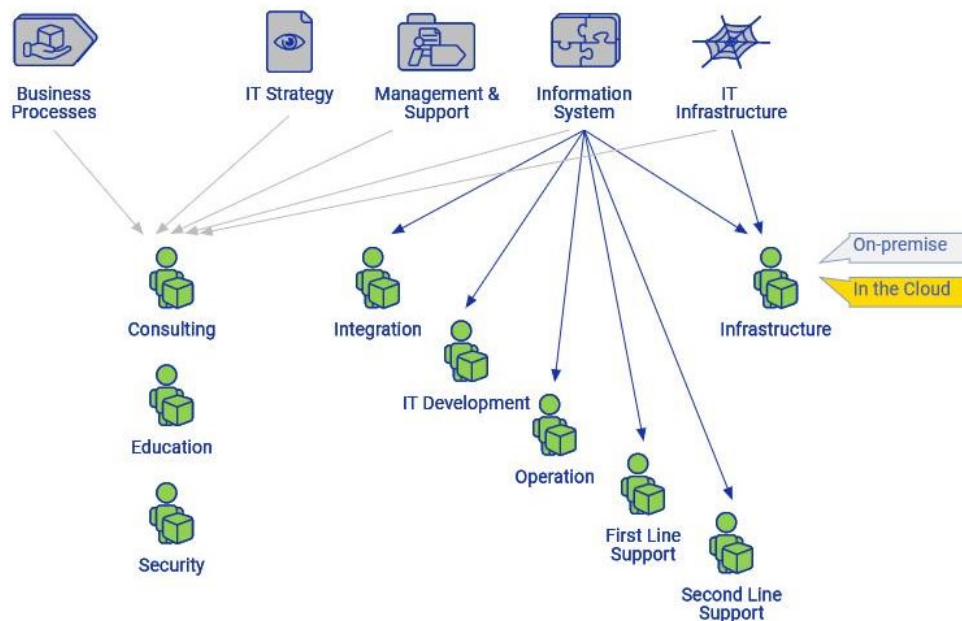 Business
Processes
IT Strategy
Management &
Support
Information
System
IT
Infrastructure
On-premise
In the Cloud
Consulting
Integration
Infrastructure
IT Development
Education
Operation
First Line
Support
Security
Second Line
Support